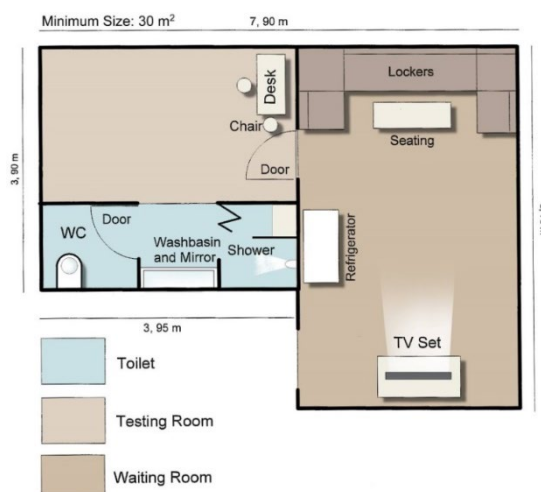 Minimum Size: 30 m²
7, 90 m
Lockers
Desk
Chair
Seating
Door
3, 90 m
Door
WC
Washbasin
and Mirror
Shower
Refrigerator
TV Set
3, 95 m
Toilet
Testing Room
Waiting Room